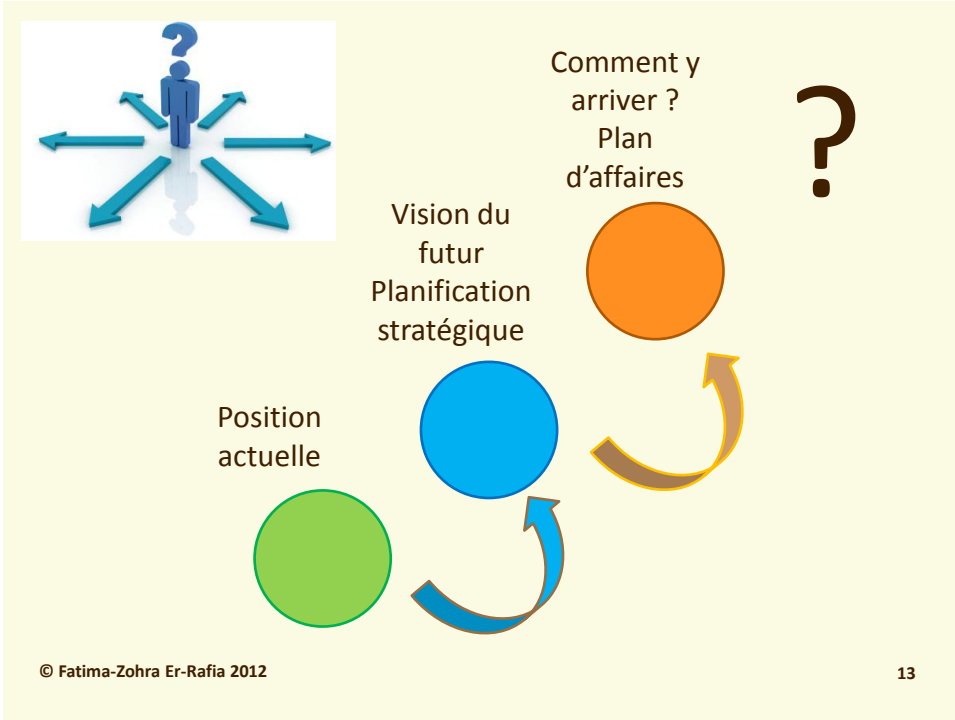 ?
Comment y
arriver ?
Plan
d’affaires
?
Vision du
futur
Planification
stratégique
Position
actuelle
© Fatima-Zohra Er-Rafia 2012
13